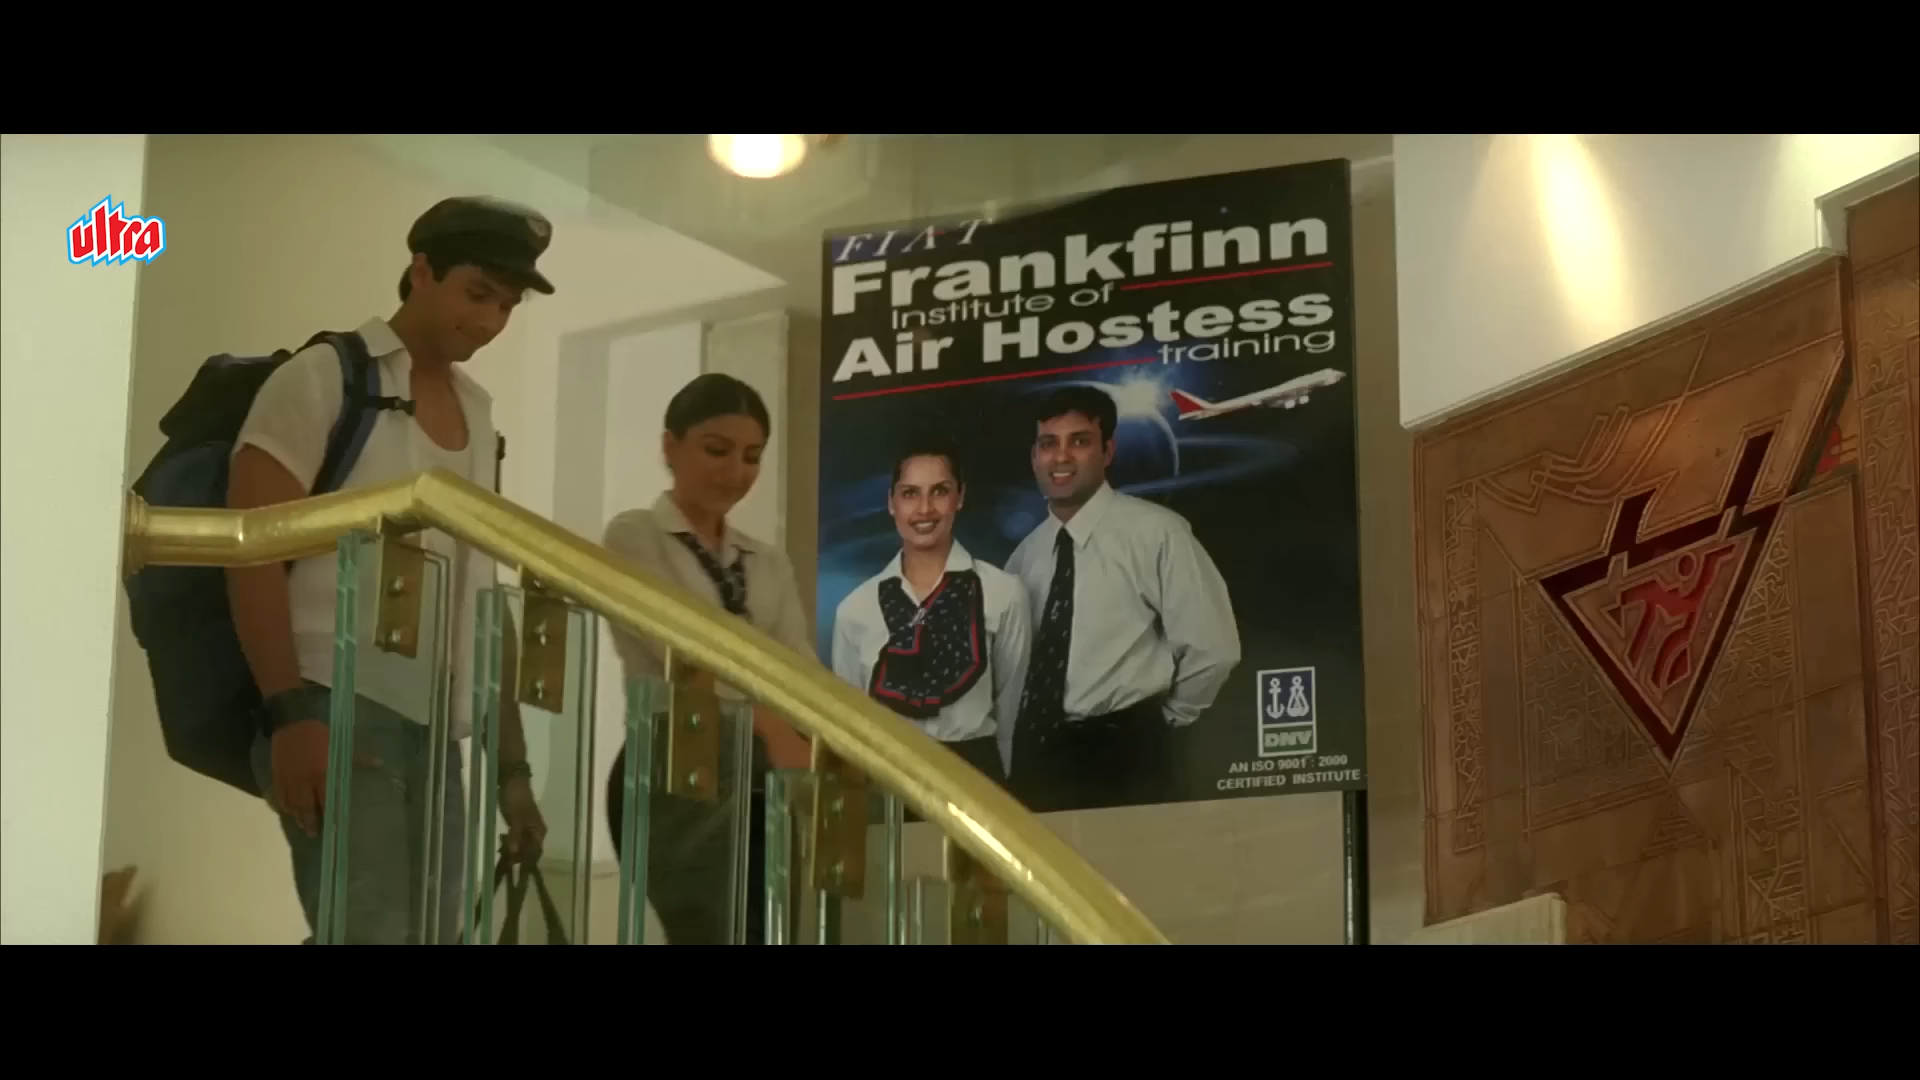 ultra
FIAT
Frankfinn
Institute of
Air Hostess
training
DNV
AN ISO 9001 : 2000
CERTIFIED INSTITUTE